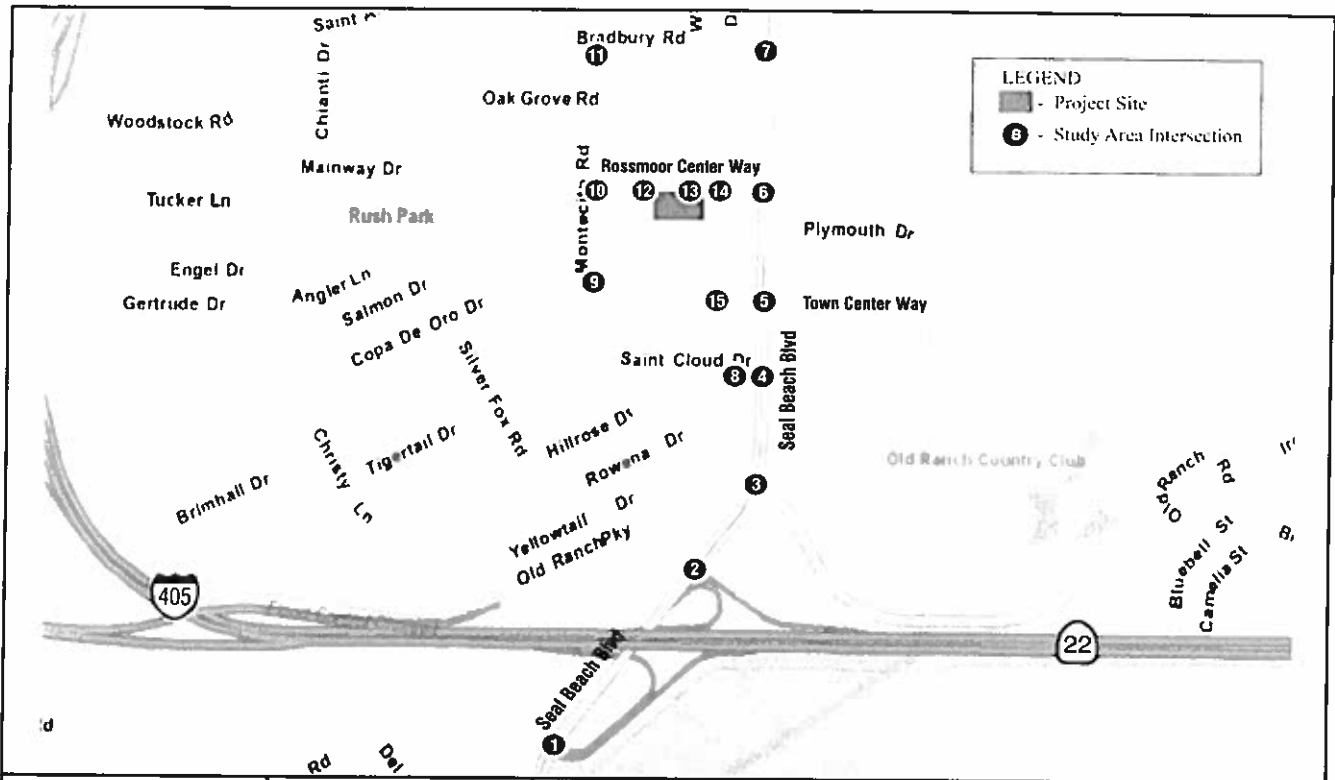 Bradbury Rd
11
7
Chianti Dr
Oak Grove Rd
Woodstock Rd
LEGEND
- Project Site
8 - Study Area Intersection
Mainway Dr
Rossmoor Center Way
Montecito Rd
10
12
13
14
6
Tucker Ln
Rush Park
Plymouth Dr
Engel Dr
Angler Ln
9
Gertrude Dr
Salmon Dr
15
5
Town Center Way
Copa De Oro Dr
Silver Fox Rd
Saint Cloud Dr
8
4
Seal Beach Blvd
Christy Ln
Tigertail Dr
Hillrose Dr
Rowena Dr
Old Ranch Country Club
Old Ranch Rd
Brimhall Dr
3
Yellowtail Dr
Old Ranch Pky
2
Bluebell St
Camelia St
405
22
Seal Beach Blvd
1
Rd
Del